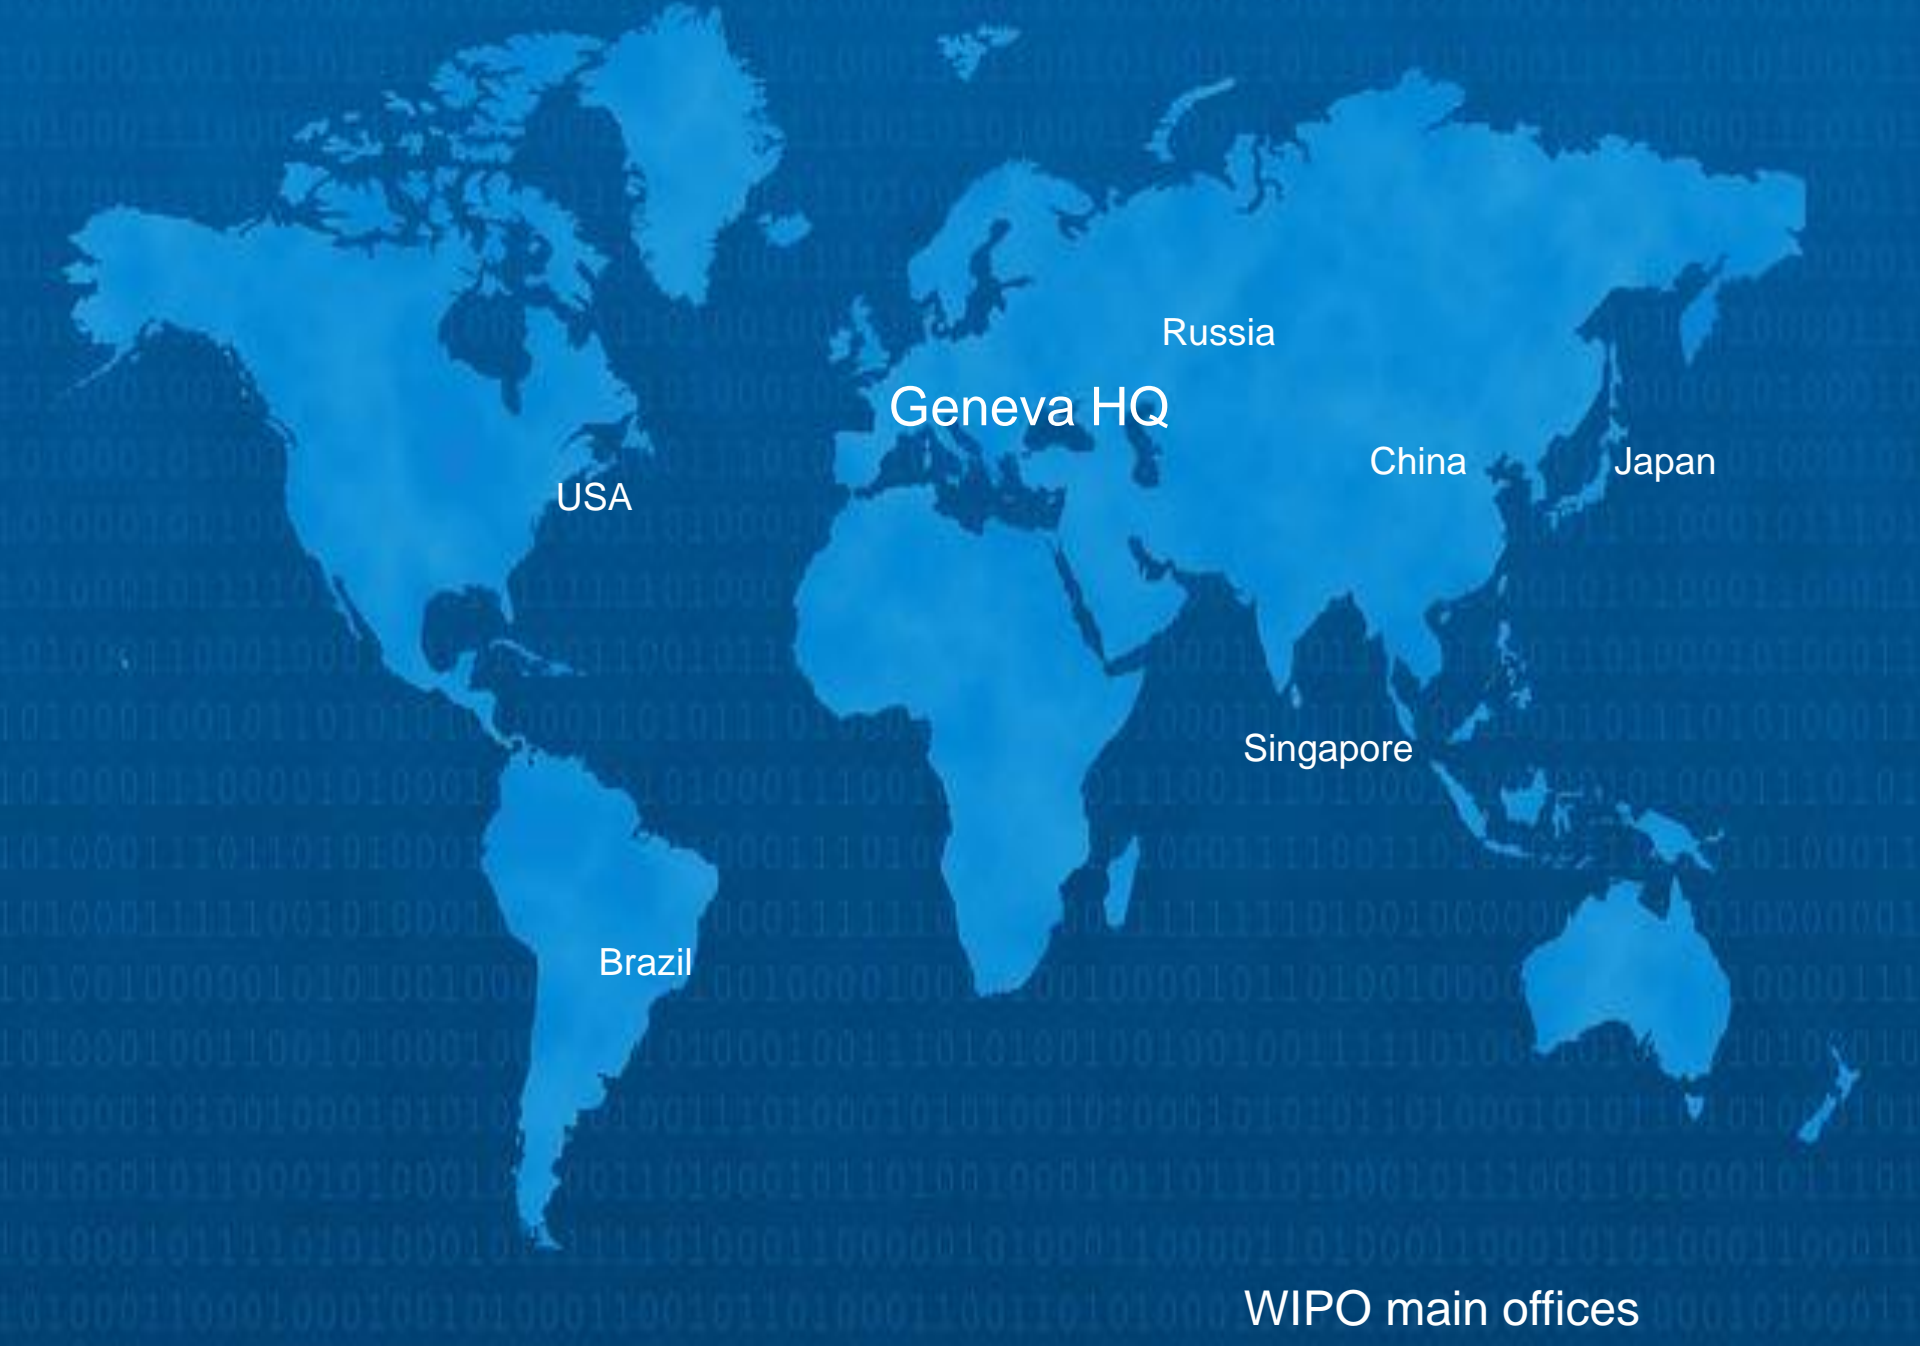 Russia
Geneva HQ
China
Japan
USA
Singapore
Brazil
WIPO main offices